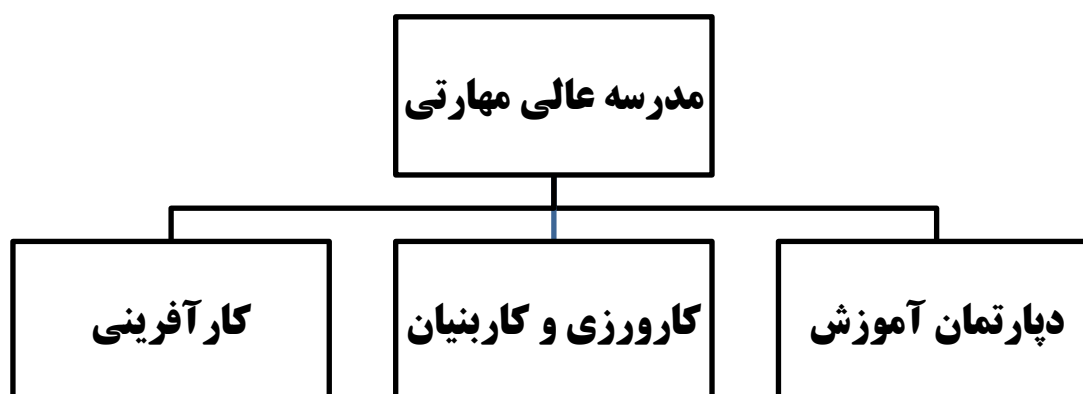 مدرسه عالی مهارتی
دپارتمان آموزش
کارورزی و کاربنیان
کارآفرینی